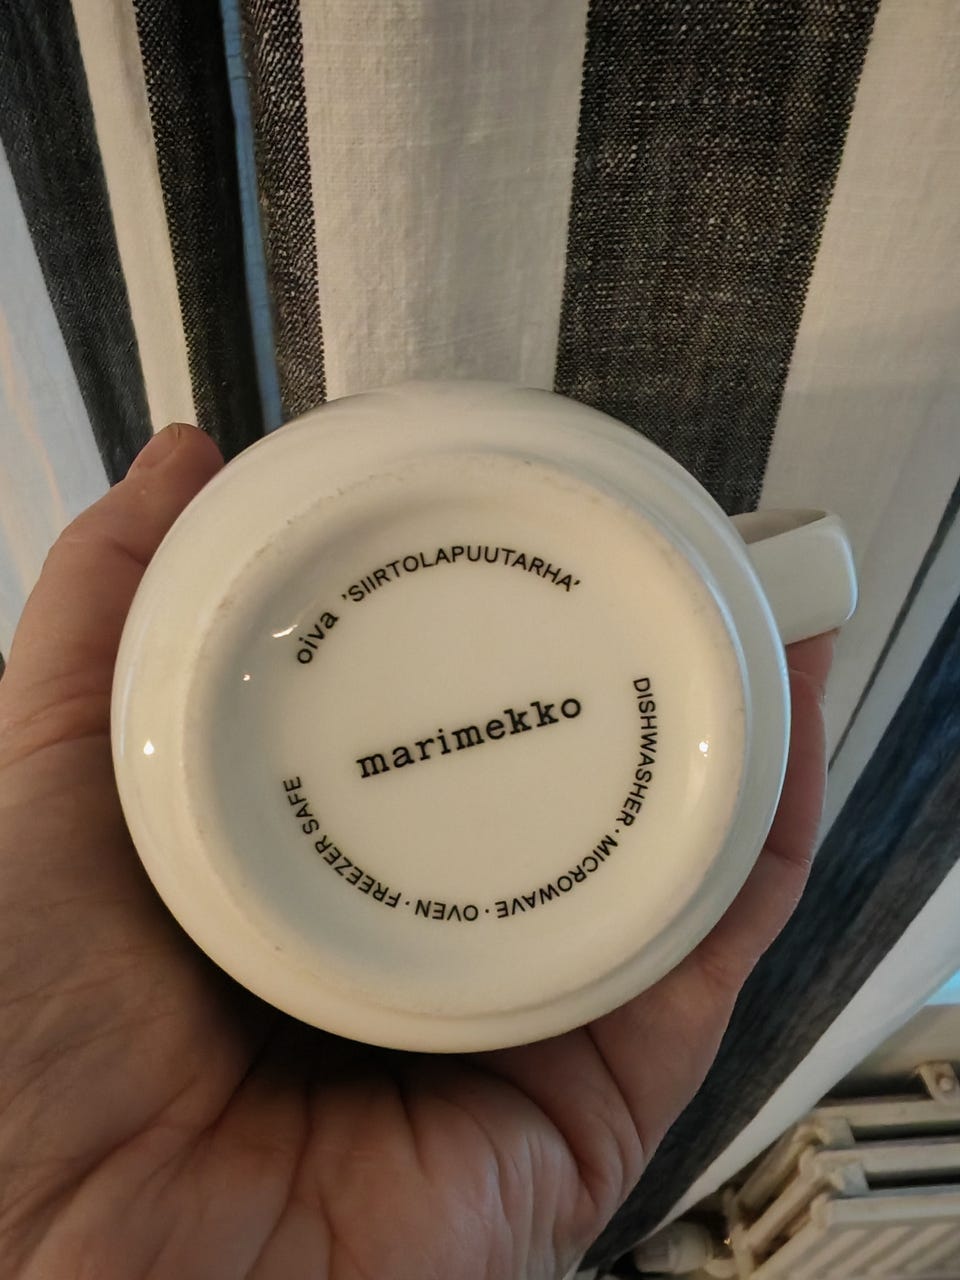 oiva 'SIIRTOLAPUUTARHA'
marimekko
DISHWASHER · MICROWAVE · OVEN · FREEZER SAFE